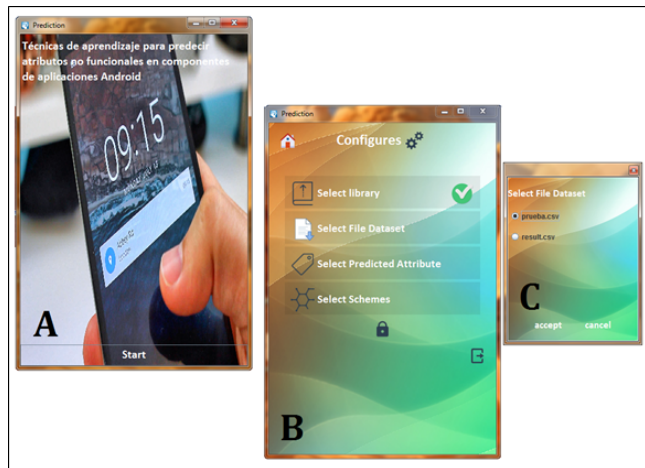 Prediction
Técnicas de aprendizaje para predecir
atributos no funcionales en componentes
de aplicaciones Android
09:15
A
Start
Prediction
Configures
Select library
Select File Dataset
Select Predicted Attribute
Select Schemes
B
Select File Dataset
prueba.csv
result.csv
C
accept cancel